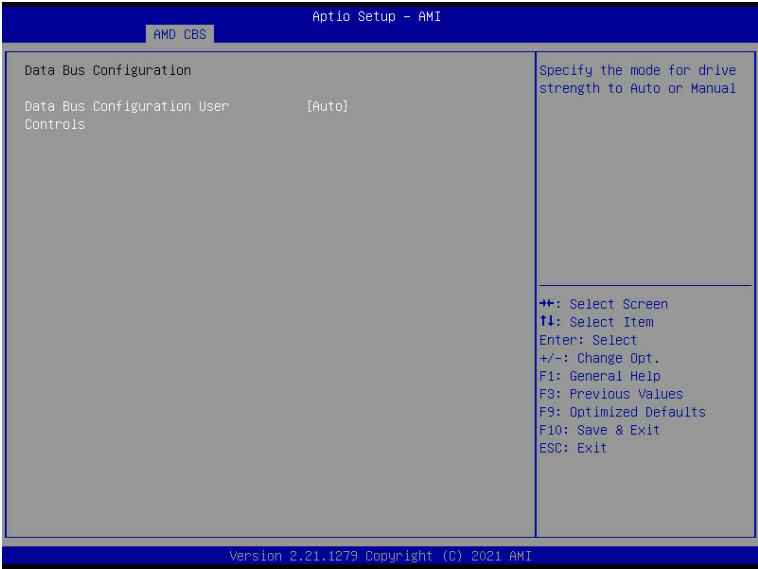 Aptio Setup – AMI
AMD CBS
Data Bus Configuration
Data Bus Configuration User [Auto]
Controls
Specify the mode for drive
strength to Auto or Manual
→←: Select Screen
↑↓: Select Item
Enter: Select
+/-: Change Opt.
F1: General Help
F3: Previous Values
F9: Optimized Defaults
F10: Save & Exit
ESC: Exit
Version 2.21.1279 Copyright (C) 2021 AMI